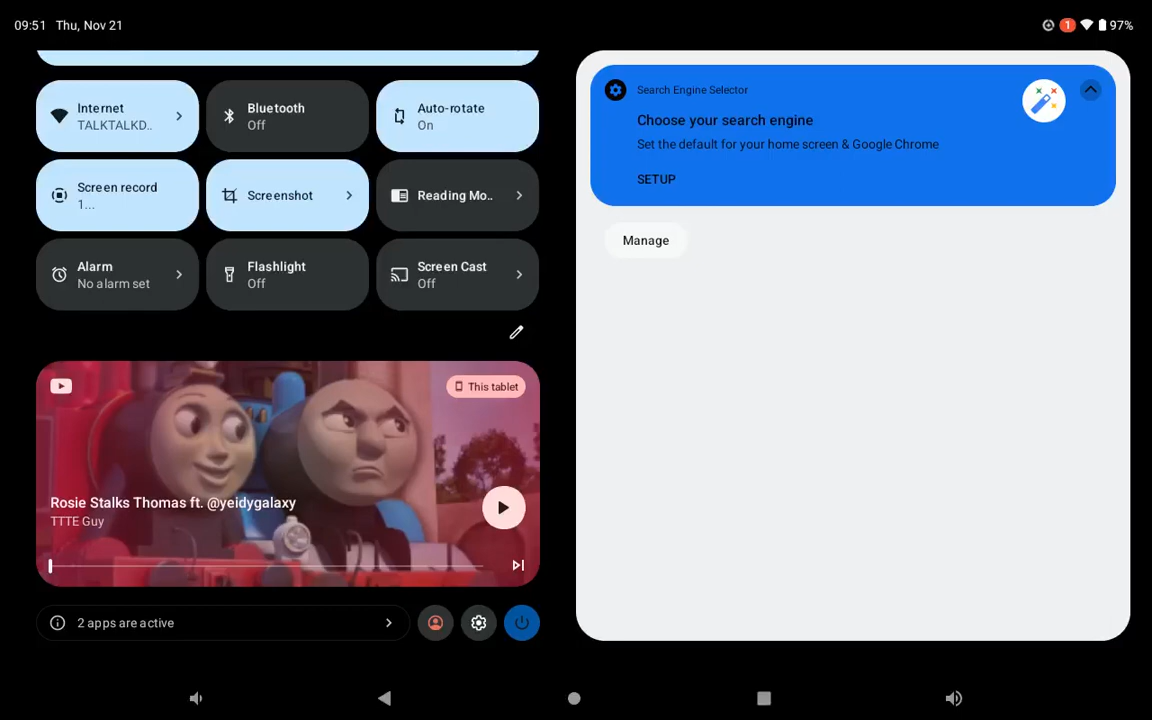 09:51 Thu, Nov 21
1 97%
Internet
TALKTALKD..
Bluetooth
Off
Auto-rotate
On
Screen record
1...
Screenshot
Reading Mo..
Alarm
No alarm set
Flashlight
Off
Screen Cast
Off
This tablet
Rosie Stalks Thomas ft. @yeidygalaxy
TTTE Guy
2 apps are active
Search Engine Selector
Choose your search engine
Set the default for your home screen & Google Chrome
SETUP
Manage